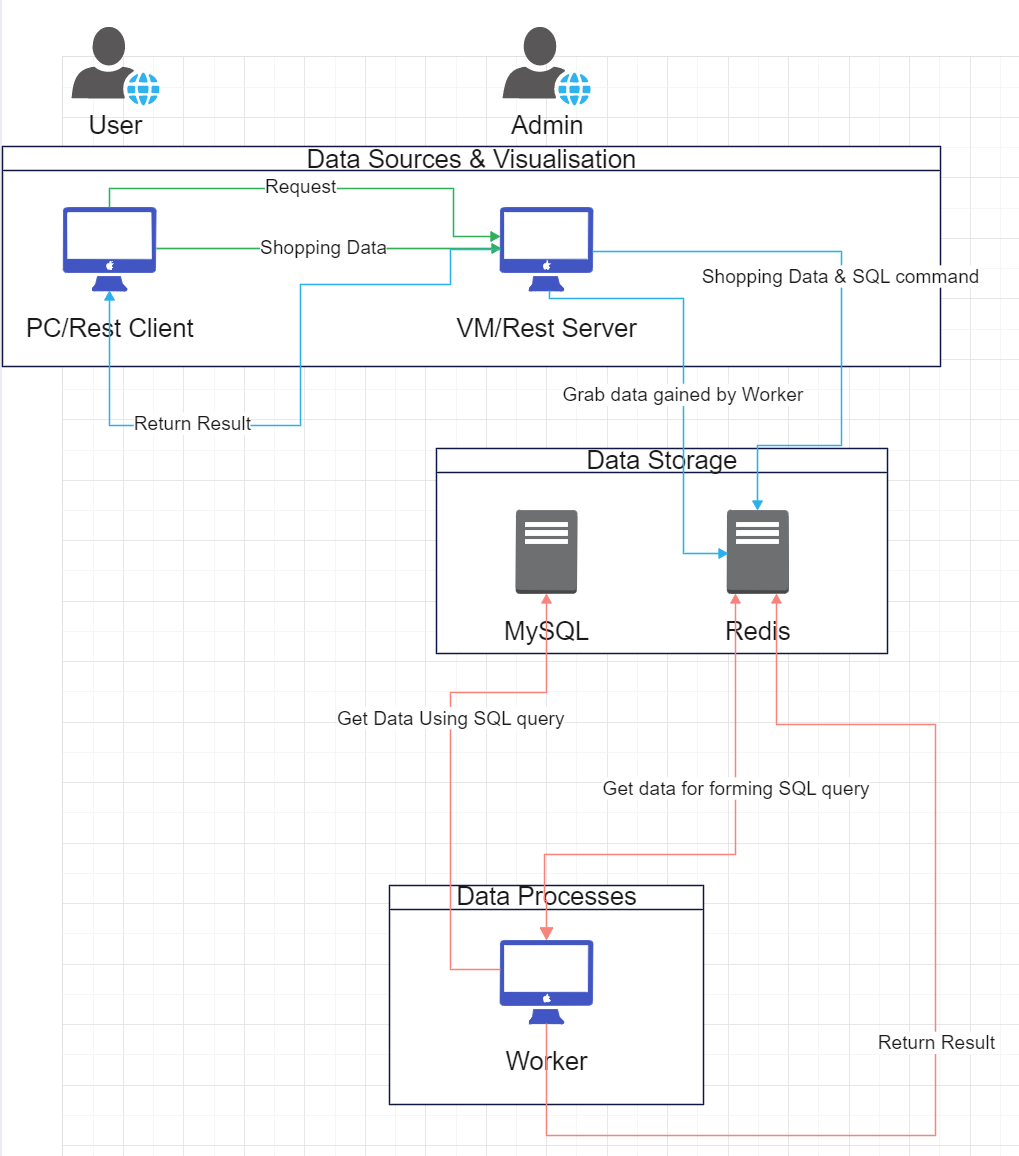 User
Admin
Data Sources & Visualisation
Request
Shopping Data
Shopping Data & SQL command
PC/Rest Client
VM/Rest Server
Grab data gained by Worker
Return Result
Data Storage
MySQL
Redis
Get Data Using SQL query
Get data for forming SQL query
Data Processes
Return Result
Worker